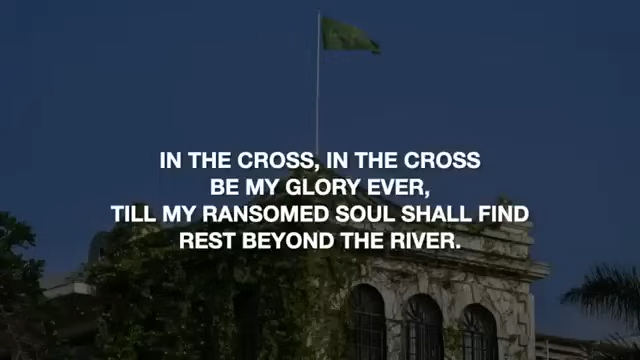 IN THE CROSS, IN THE CROSS
BE MY GLORY EVER,
TILL MY RANSOMED SOUL SHALL FIND
REST BEYOND THE RIVER.